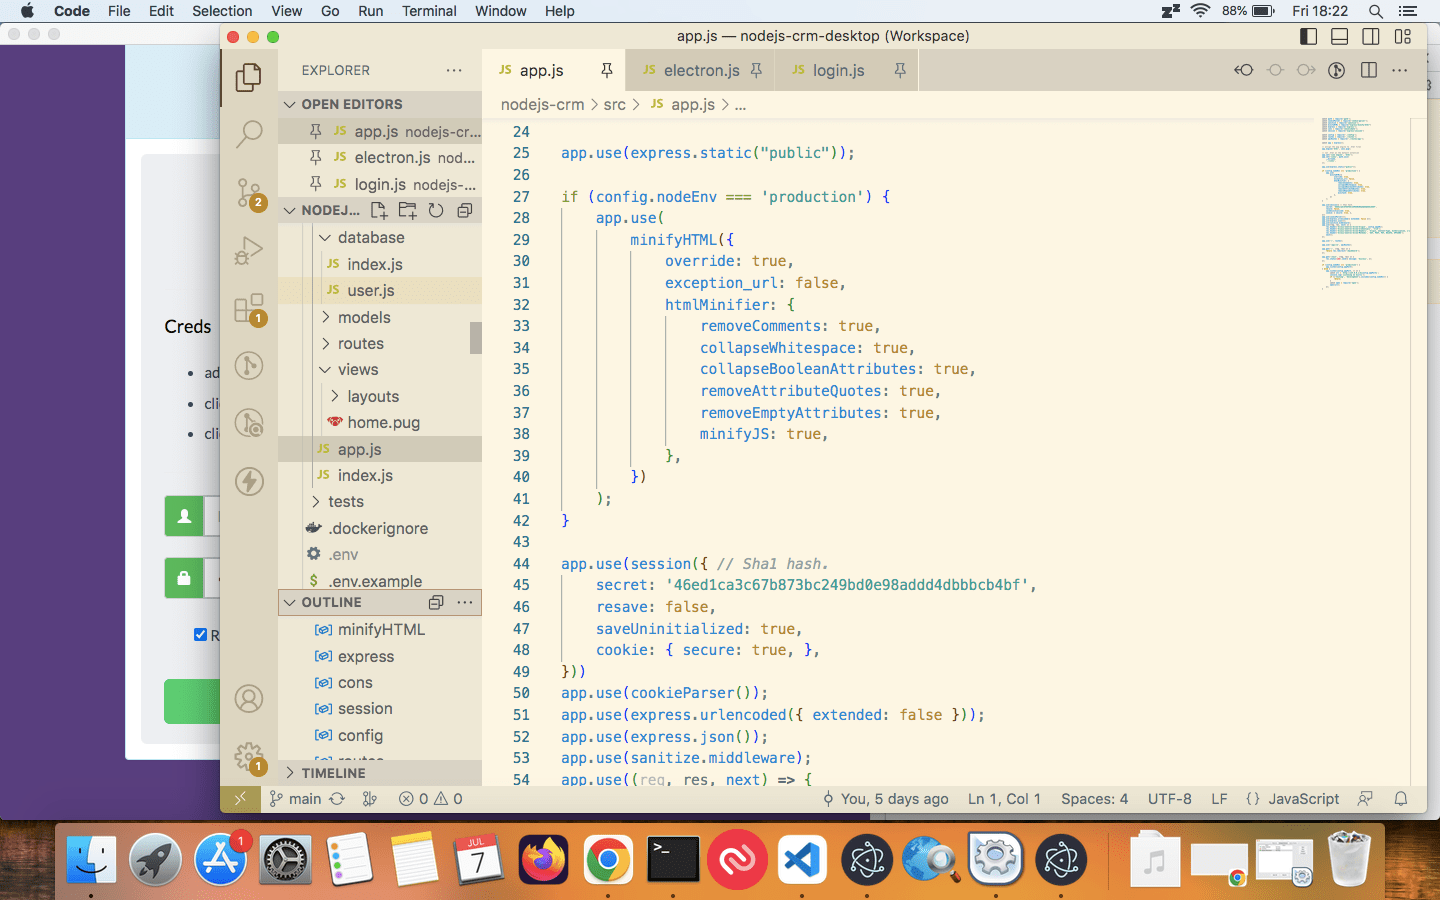 Code File Edit Selection View Go Run Terminal Window Help 88% Fri 18:22
app.js — nodejs-crm-desktop (Workspace)
EXPLORER
JS app.js JS electron.js JS login.js
OPEN EDITORS
JS app.js nodejs-cr...
JS electron.js nod...
JS login.js nodejs-...
NODEJ...
database
JS index.js
JS user.js
models
routes
views
layouts
home.pug
JS app.js
JS index.js
tests
.dockerignore
.env
$ .env.example
OUTLINE
minifyHTML
express
cons
session
config
TIMELINE
2
1
1
nodejs-crm > src > JS app.js > ...
24
25 app.use(express.static("public"));
26
27 if (config.nodeEnv === 'production') {
28 app.use(
29 minifyHTML({
30 override: true,
31 exception_url: false,
32 htmlMinifier: {
33 removeComments: true,
34 collapseWhitespace: true,
35 collapseBooleanAttributes: true,
36 removeAttributeQuotes: true,
37 removeEmptyAttributes: true,
38 minifyJS: true,
39 },
40 })
41 );
42 }
43
44 app.use(session({ // Sha1 hash.
45 secret: '46ed1ca3c67b873bc249bd0e98addd4dbbbcb4bf',
46 resave: false,
47 saveUninitialized: true,
48 cookie: { secure: true, },
49 }))
50 app.use(cookieParser());
51 app.use(express.urlencoded({ extended: false }));
52 app.use(express.json());
53 app.use(sanitize.middleware);
54 app.use((req, res, next) => {
main 0 0 You, 5 days ago Ln 1, Col 1 Spaces: 4 UTF-8 LF {} JavaScript
Creds
ad
cli
cli
R
1
JUL
7
>_